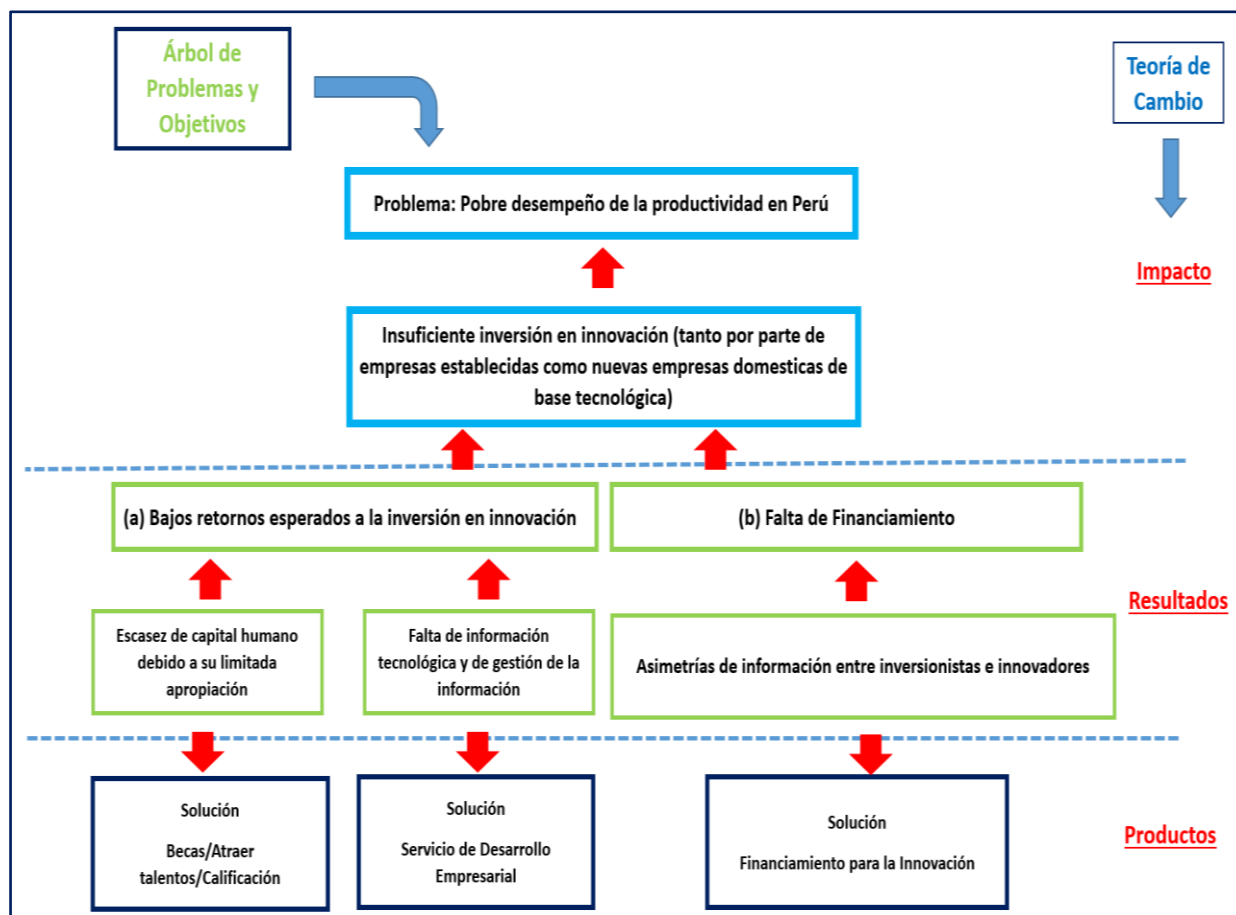 Árbol de
Problemas y
Objetivos
Teoría de
Cambio
Problema: Pobre desempeño de la productividad en Perú
Impacto
Insuficiente inversión en innovación (tanto por parte de
empresas establecidas como nuevas empresas domesticas de
base tecnológica)
(a) Bajos retornos esperados a la inversión en innovación
(b) Falta de Financiamiento
Resultados
Escasez de capital humano
debido a su limitada
apropiación
Falta de información
tecnológica y de gestión de la
información
Asimetrías de información entre inversionistas e innovadores
Solución
Becas/Atraer
talentos/Calificación
Solución
Servicio de Desarrollo
Empresarial
Solución
Financiamiento para la Innovación
Productos